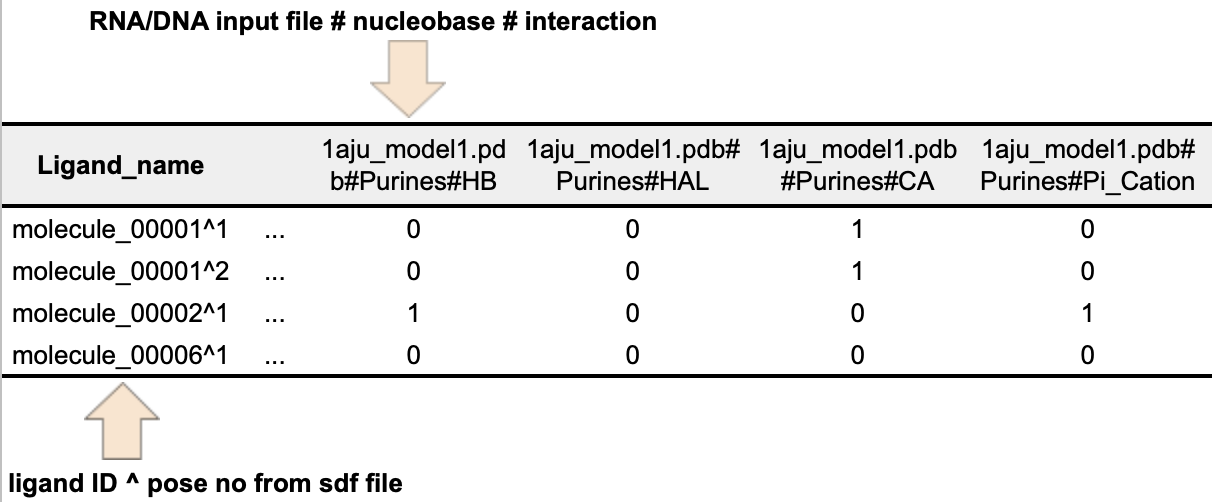 RNA/DNA input file # nucleobase # interaction
Ligand_name 1aju_model1.pd 1aju_model1.pdb# 1aju_model1.pdb 1aju_model1.pdb#
b#Purines#HB Purines#HAL #Purines#CA Purines#Pi_Cation
molecule_00001^1 ... 0 0 1 0
molecule_00001^2 ... 0 0 1 0
molecule_00002^1 ... 1 0 0 1
molecule_00006^1 ... 0 0 0 0
ligand ID ^ pose no from sdf file